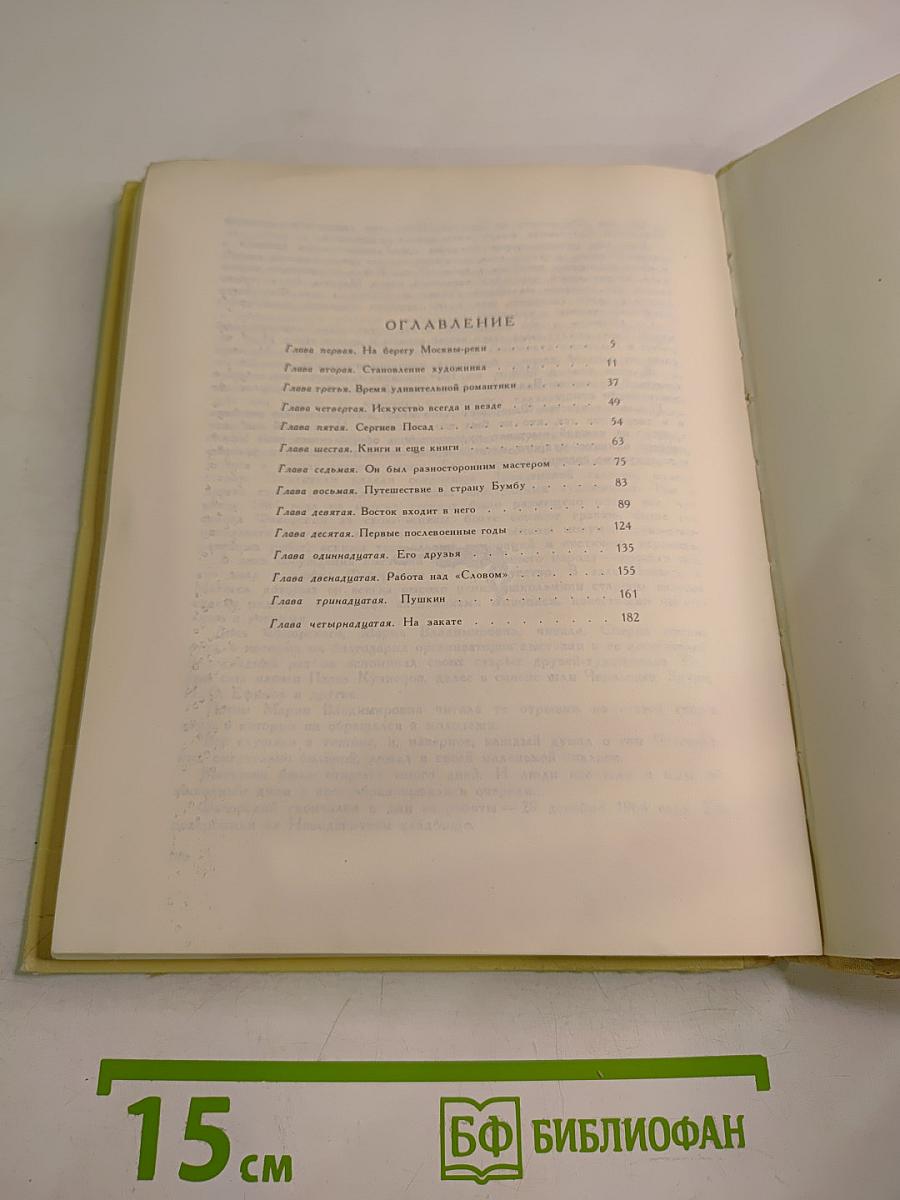 ОГЛАВЛЕНИЕ
Глава первая. На берегу Москвы-реки . . . . . . . . 5
Глава вторая. Становление художника . . . . . . . 11
Глава третья. Время удивительной романтики . . . . . 37
Глава четвертая. Искусство всегда и везде . . . . . . 49
Глава пятая. Сергиев Посад . . . . . . . . . . . 54
Глава шестая. Книги и еще книги . . . . . . . . . 63
Глава седьмая. Он был разносторонним мастером . . . 75
Глава восьмая. Путешествие в страну Бумбу . . . . . 83
Глава девятая. Восток входит в него . . . . . . . . 89
Глава десятая. Первые послевоенные годы . . . . . . 124
Глава одиннадцатая. Его друзья . . . . . . . . . 135
Глава двенадцатая. Работа над «Словом» . . . . . . 155
Глава тринадцатая. Пушкин . . . . . . . . . . 161
Глава четырнадцатая. На закате . . . . . . . . . 182
15 см
БФ БИБЛИОФАН